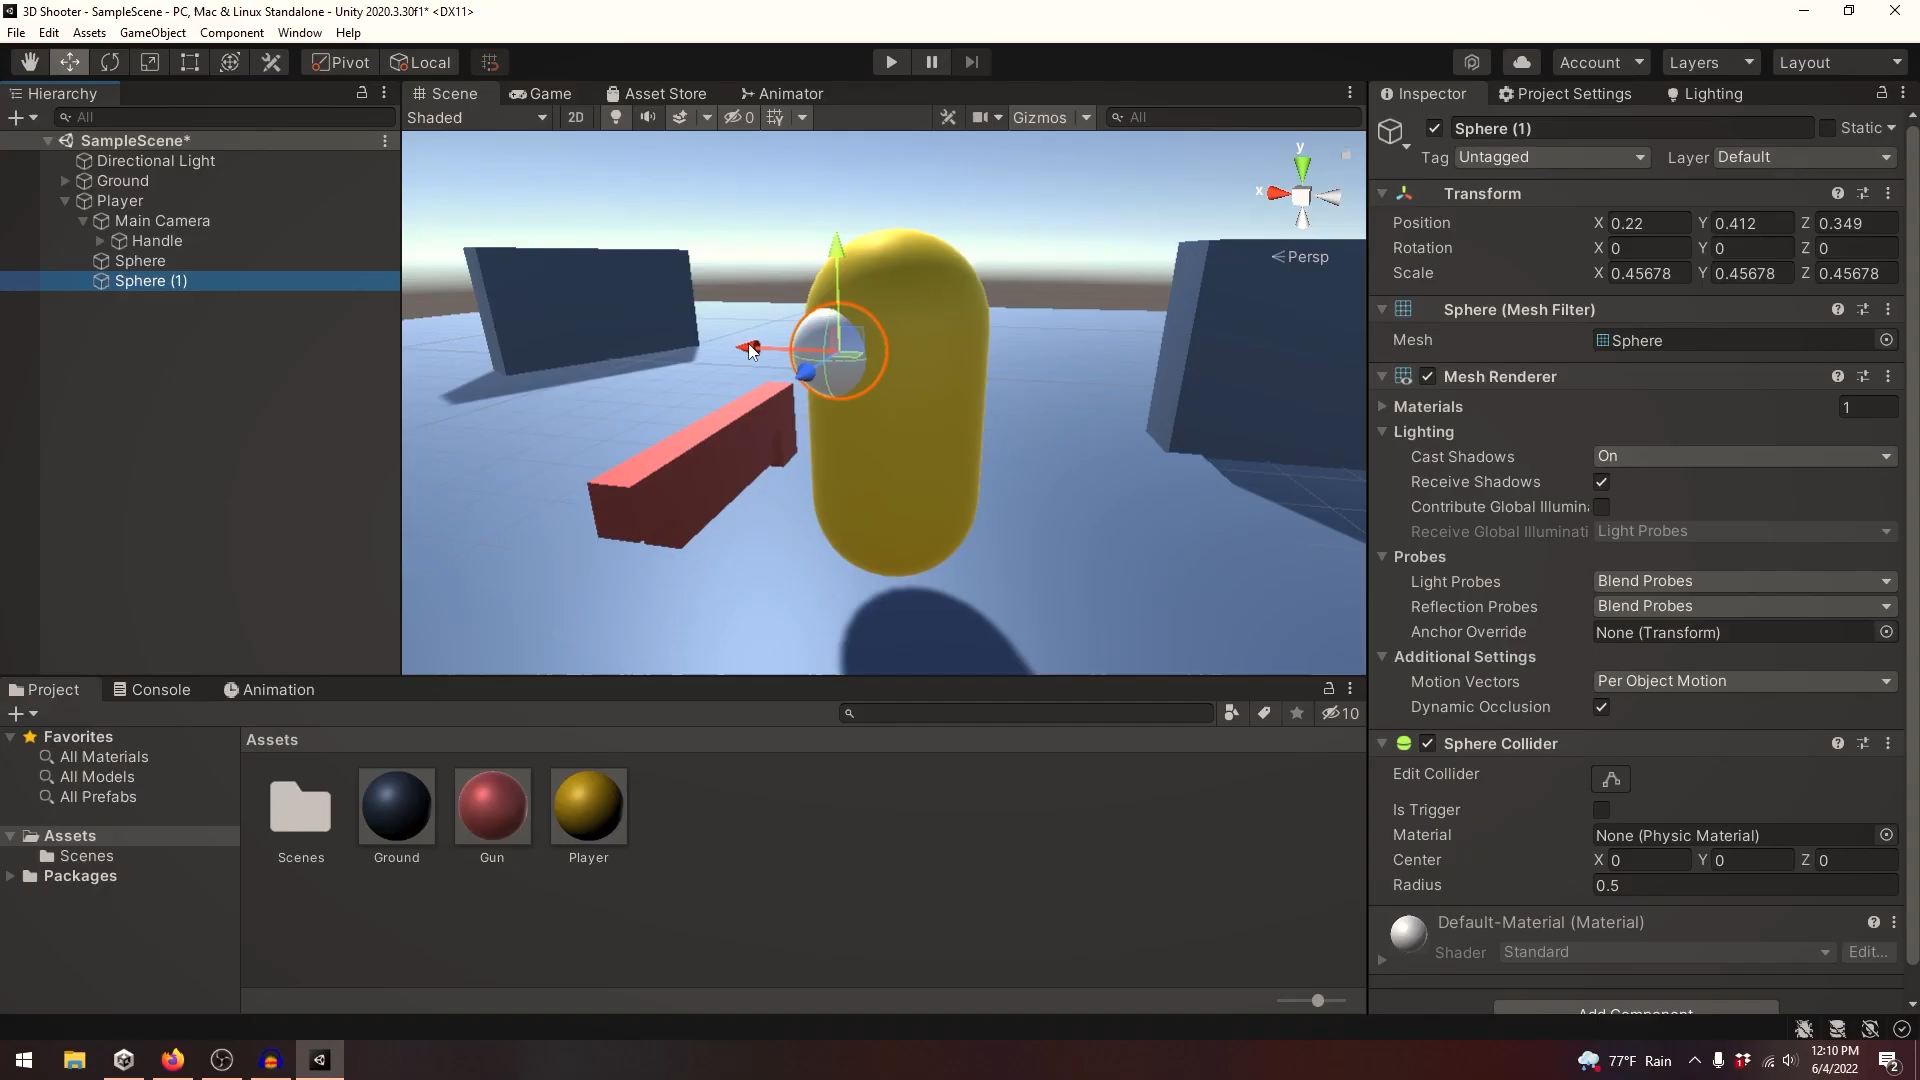 3D Shooter - SampleScene - PC, Mac & Linux Standalone - Unity 2020.3.30f1* <DX11>
File Edit Assets GameObject Component Window Help
Pivot Local Account Layers Layout
Hierarchy
All
SampleScene*
Directional Light
Ground
Player
Main Camera
Handle
Sphere
Sphere (1)
Scene Game Asset Store Animator
Shaded 2D 0 Gizmos All
y
x
Persp
Inspector Project Settings Lighting
Sphere (1) Static
Tag Untagged Layer Default
Transform
Position X 0.22 Y 0.412 Z 0.349
Rotation X 0 Y 0 Z 0
Scale X 0.45678 Y 0.45678 Z 0.45678
Sphere (Mesh Filter)
Mesh Sphere
Mesh Renderer
Materials 1
Lighting
Cast Shadows On
Receive Shadows
Contribute Global Illumin
Receive Global Illuminati Light Probes
Probes
Light Probes Blend Probes
Reflection Probes Blend Probes
Anchor Override None (Transform)
Additional Settings
Motion Vectors Per Object Motion
Dynamic Occlusion
Sphere Collider
Edit Collider
Is Trigger
Material None (Physic Material)
Center X 0 Y 0 Z 0
Radius 0.5
Default-Material (Material)
Shader Standard Edit...
Add Component
Project Console Animation
10
Favorites
All Materials
All Models
All Prefabs
Assets
Scenes
Packages
Assets
Scenes Ground Gun Player
77°F Rain
12:10 PM
6/4/2022
2